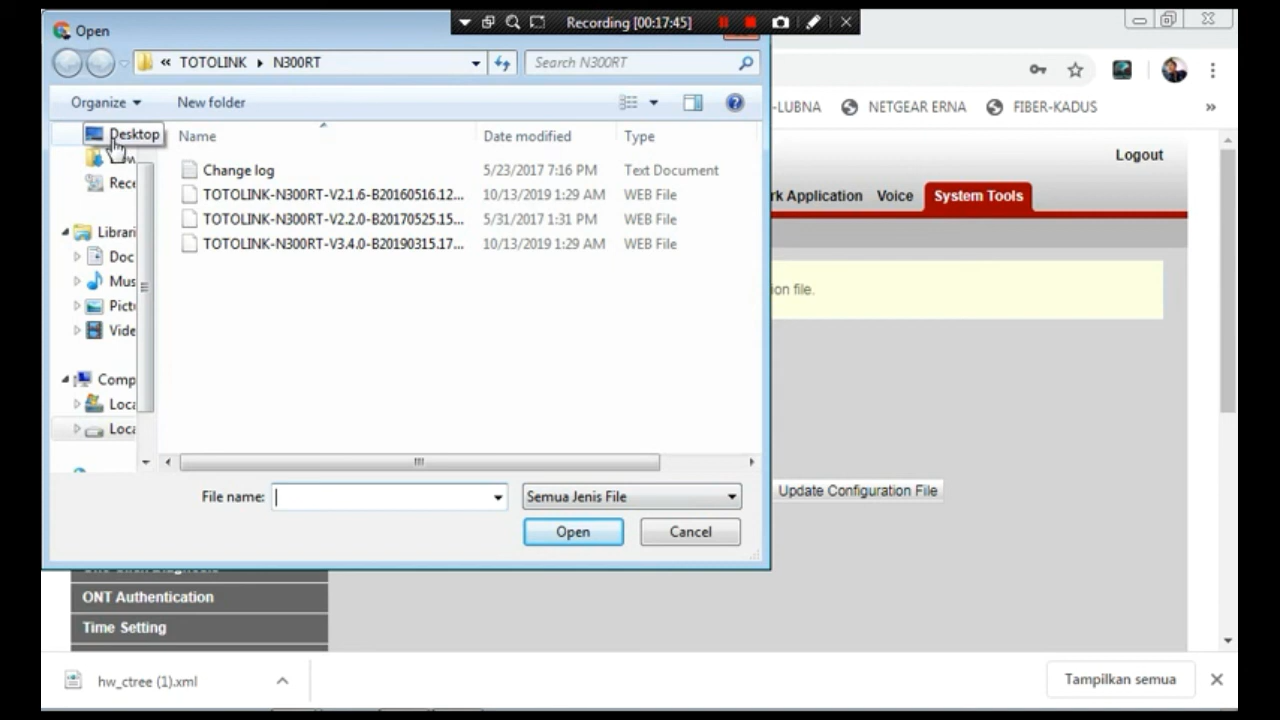 Open
Recording [00:17:45]
« TOTOLINK ▸ N300RT
Search N300RT
Organize
New folder
-LUBNA
NETGEAR ERNA
FIBER-KADUS
»
Desktop
Name
Date modified
Type
Logout
Change log
5/23/2017 7:16 PM
Text Document
Rece
TOTOLINK-N300RT-V2.1.6-B20160516.12...
10/13/2019 1:29 AM
WEB File
rk Application
Voice
System Tools
TOTOLINK-N300RT-V2.2.0-B20170525.15...
5/31/2017 1:31 PM
WEB File
Librari
TOTOLINK-N300RT-V3.4.0-B20190315.17...
10/13/2019 1:29 AM
WEB File
Doc
Mus
ion file.
Pictu
Vide
Comp
Loca
Loca
File name:
Semua Jenis File
Update Configuration File
Open
Cancel
ONT Authentication
Time Setting
hw_ctree (1).xml
Tampilkan semua